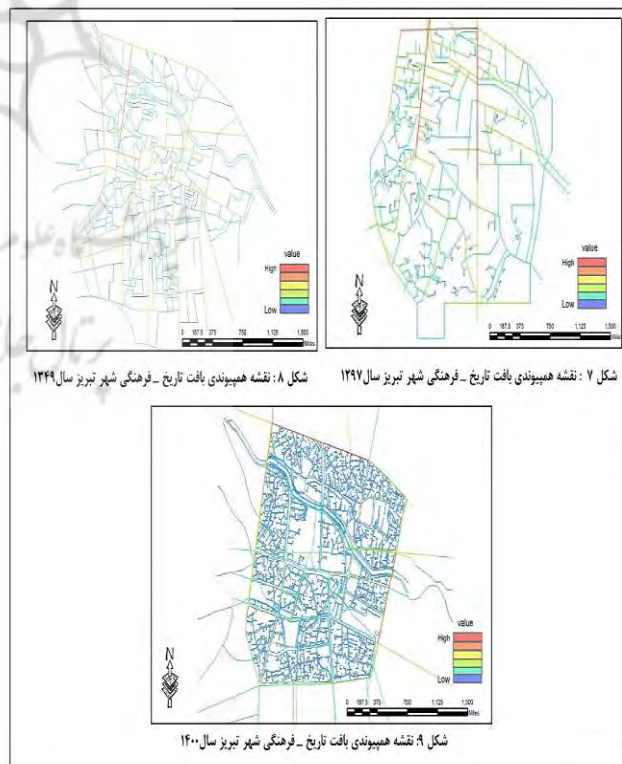 value
High
Low
N
0 187.5 375 750 1,125 1,500
Miles
شکل ۷ : نقشه همپیوندی بافت تاریخ _ فرهنگی شهر تبریز سال۱۲۹۷
value
High
Low
N
0 187.5 375 750 1,125 1,500
Miles
شکل ۸ : نقشه همپیوندی بافت تاریخ _ فرهنگی شهر تبریز سال۱۳۴۹
value
High
Low
N
0 187.5 375 750 1,125 1,500
Miles
شکل ۹: نقشه همپیوندی بافت تاریخ _ فرهنگی شهر تبریز سال۱۴۰۰